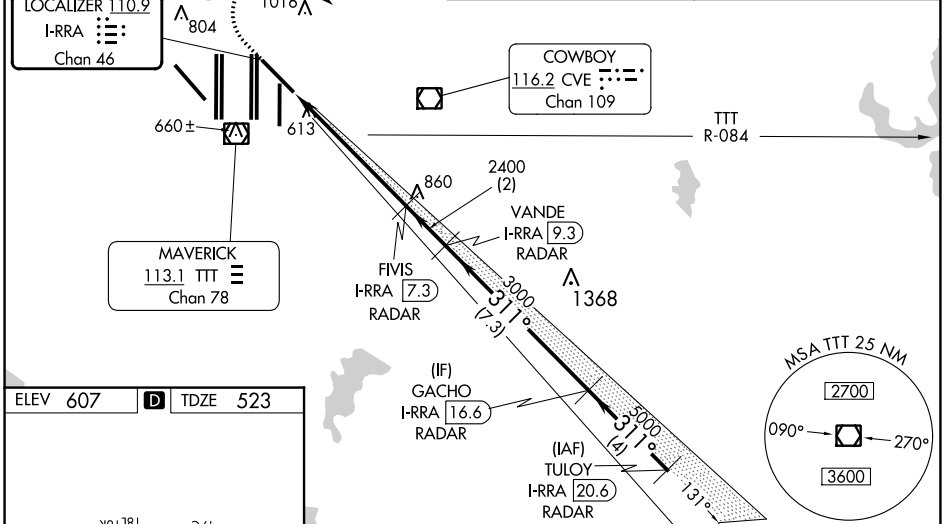 LOCALIZER 110.9
I-RRA
Chan 46
804
1018
660±
613
COWBOY
116.2 CVE
Chan 109
TTT
R-084
MAVERICK
113.1 TTT
Chan 78
860
2400
(2)
VANDE
I-RRA 9.3
RADAR
FIVIS
I-RRA 7.3
RADAR
1368
3000
311°
(7.3)
(IF)
GACHO
I-RRA 16.6
RADAR
5000
311°
(4)
(IAF)
TULOY
I-RRA 20.6
RADAR
131°
MSA TTT 25 NM
2700
090°
270°
3600
ELEV 607 D TDZE 523